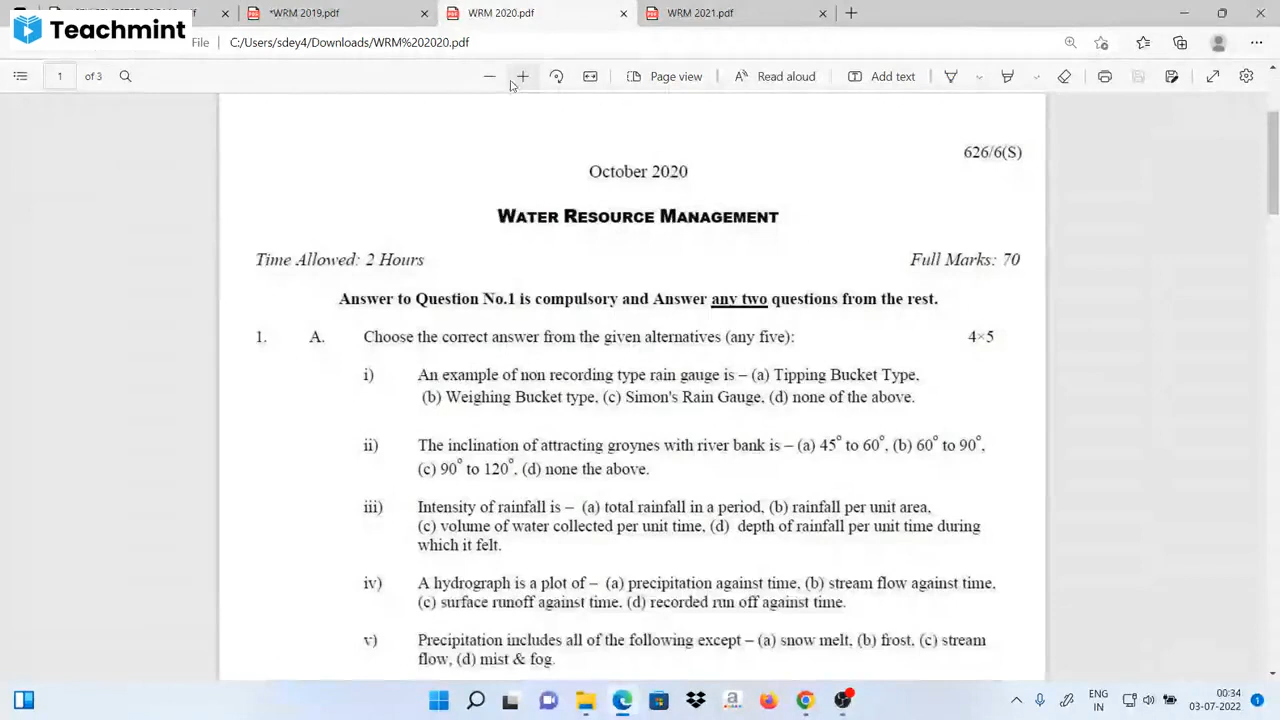 *WRM 2019.pdf
WRM 2020.pdf
WRM 2021.pdf
Teachmint
File
C:/Users/sdey4/Downloads/WRM%202020.pdf
1 of 3
Page view
Read aloud
Add text
626/6(S)
October 2020
WATER RESOURCE MANAGEMENT
Time Allowed: 2 Hours Full Marks: 70
Answer to Question No.1 is compulsory and Answer any two questions from the rest.
1. A. Choose the correct answer from the given alternatives (any five): 4×5
i) An example of non recording type rain gauge is – (a) Tipping Bucket Type,
(b) Weighing Bucket type, (c) Simon's Rain Gauge, (d) none of the above.
ii) The inclination of attracting groynes with river bank is – (a) 45° to 60°, (b) 60° to 90°,
(c) 90° to 120°, (d) none the above.
iii) Intensity of rainfall is – (a) total rainfall in a period, (b) rainfall per unit area,
(c) volume of water collected per unit time, (d) depth of rainfall per unit time during
which it felt.
iv) A hydrograph is a plot of – (a) precipitation against time, (b) stream flow against time,
(c) surface runoff against time, (d) recorded run off against time.
v) Precipitation includes all of the following except – (a) snow melt, (b) frost, (c) stream
flow, (d) mist & fog.
ENG
IN
00:34
03-07-2022